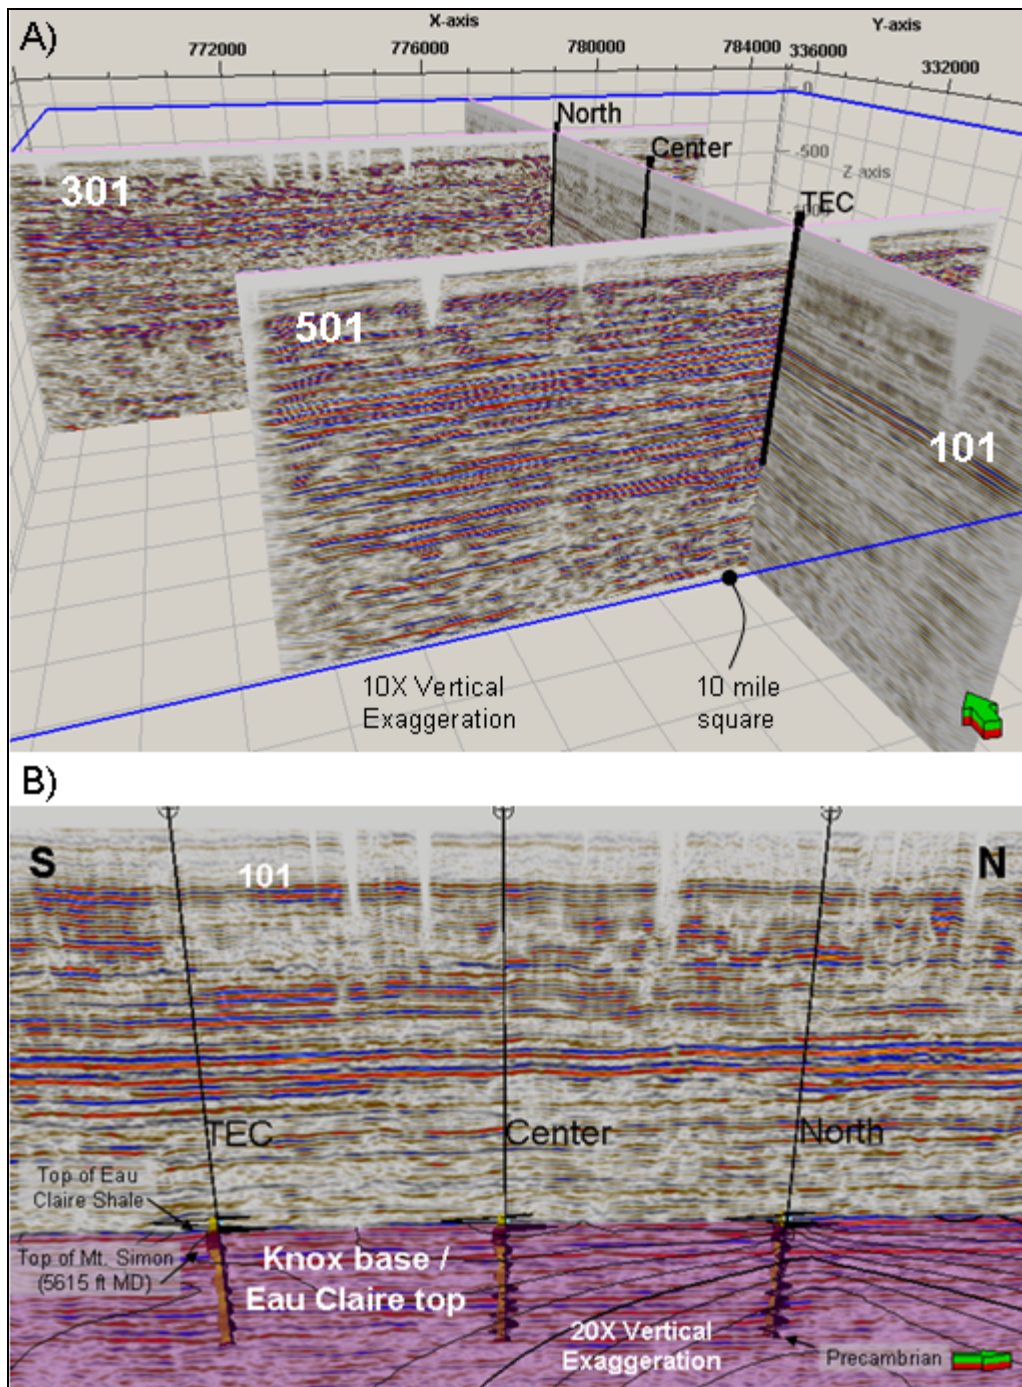 A)
X-axis
Y-axis
772000
776000
780000
784000
336000
332000
0
-500
Z axis
North
Center
TEC
301
501
101
10X Vertical
Exaggeration
10 mile
square
B)
S
101
N
TEC
Center
North
Top of Eau
Claire Shale
Top of Mt. Simon
(5615 ft MD)
Knox base /
Eau Claire top
20X Vertical
Exaggeration
Precambrian